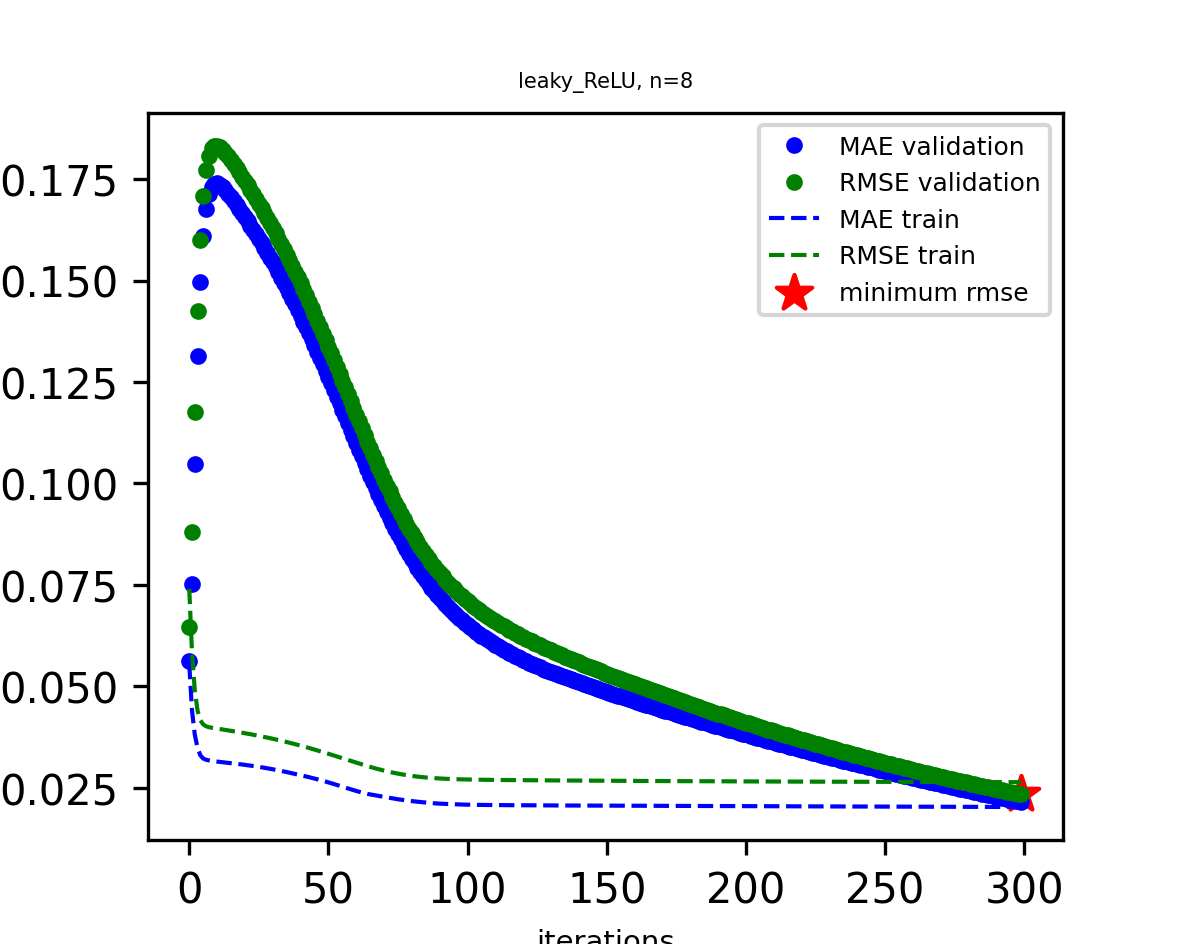 leaky_ReLU, n=8
MAE validation
RMSE validation
MAE train
RMSE train
minimum rmse
0.175
0.150
0.125
0.100
0.075
0.050
0.025
0 50 100 150 200 250 300
iterations